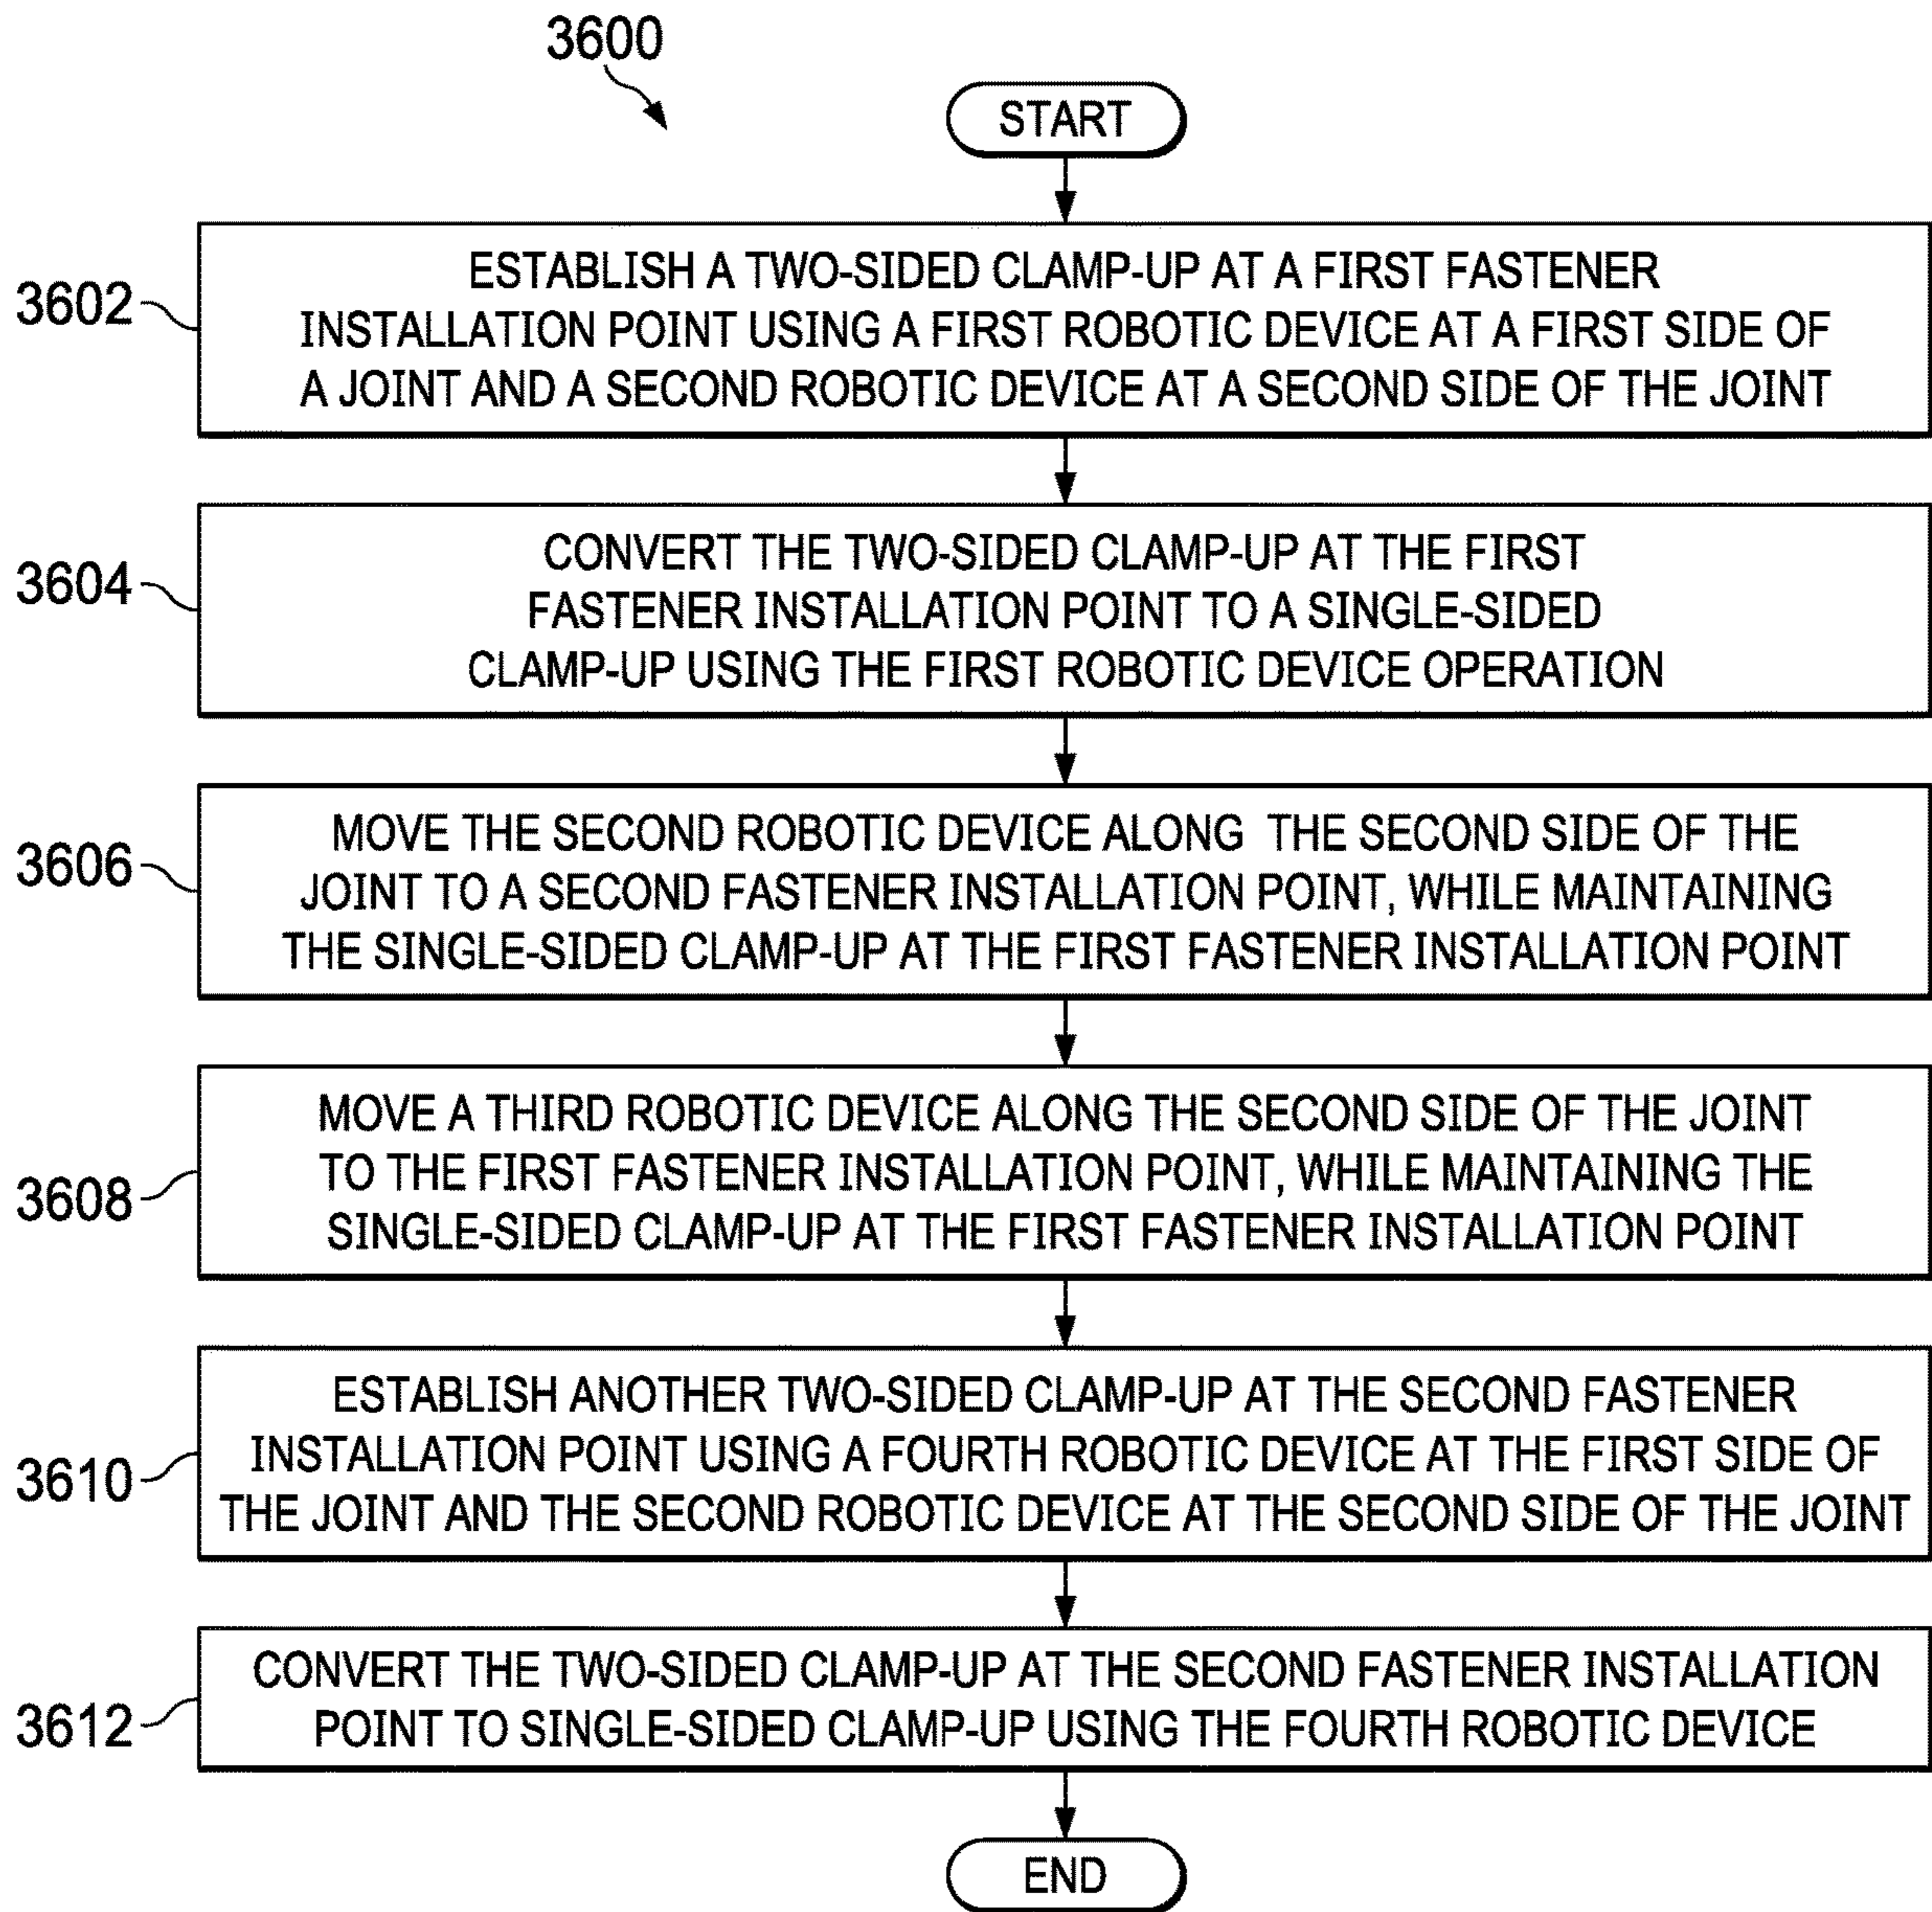 3600
START
3602
ESTABLISH A TWO-SIDED CLAMP-UP AT A FIRST FASTENER
INSTALLATION POINT USING A FIRST ROBOTIC DEVICE AT A FIRST SIDE OF
A JOINT AND A SECOND ROBOTIC DEVICE AT A SECOND SIDE OF THE JOINT
3604
CONVERT THE TWO-SIDED CLAMP-UP AT THE FIRST
FASTENER INSTALLATION POINT TO A SINGLE-SIDED
CLAMP-UP USING THE FIRST ROBOTIC DEVICE OPERATION
3606
MOVE THE SECOND ROBOTIC DEVICE ALONG THE SECOND SIDE OF THE
JOINT TO A SECOND FASTENER INSTALLATION POINT, WHILE MAINTAINING
THE SINGLE-SIDED CLAMP-UP AT THE FIRST FASTENER INSTALLATION POINT
3608
MOVE A THIRD ROBOTIC DEVICE ALONG THE SECOND SIDE OF THE JOINT
TO THE FIRST FASTENER INSTALLATION POINT, WHILE MAINTAINING THE
SINGLE-SIDED CLAMP-UP AT THE FIRST FASTENER INSTALLATION POINT
3610
ESTABLISH ANOTHER TWO-SIDED CLAMP-UP AT THE SECOND FASTENER
INSTALLATION POINT USING A FOURTH ROBOTIC DEVICE AT THE FIRST SIDE OF
THE JOINT AND THE SECOND ROBOTIC DEVICE AT THE SECOND SIDE OF THE JOINT
3612
CONVERT THE TWO-SIDED CLAMP-UP AT THE SECOND FASTENER INSTALLATION
POINT TO SINGLE-SIDED CLAMP-UP USING THE FOURTH ROBOTIC DEVICE
END